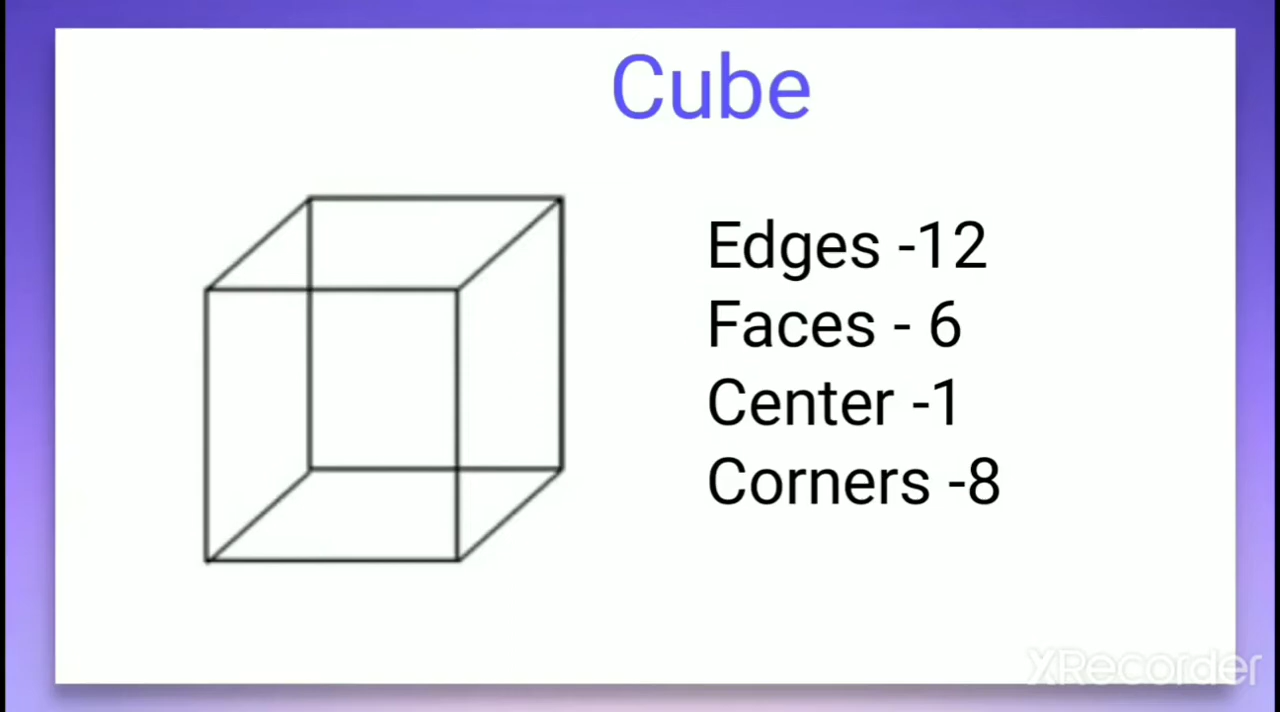 Cube
Edges -12
Faces - 6
Center -1
Corners -8
XRecorder